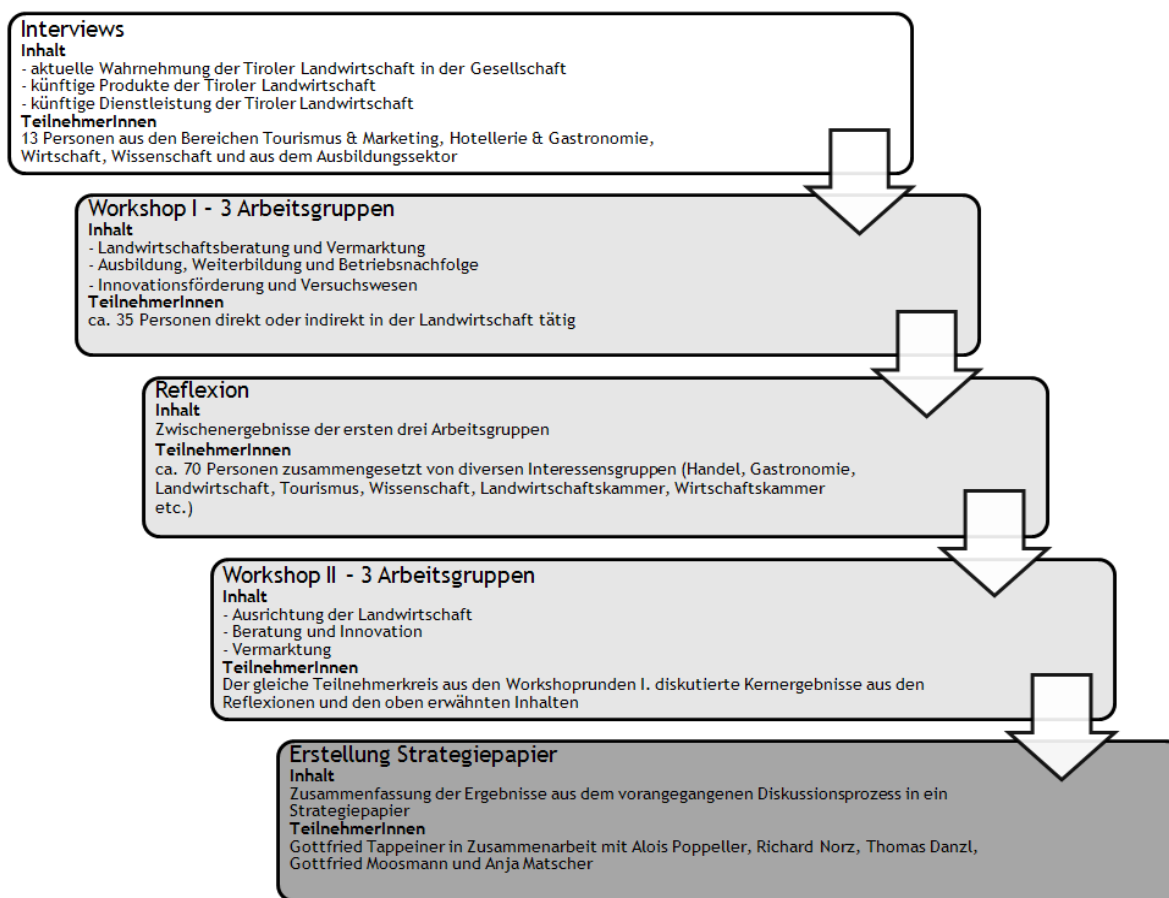 Interviews
Inhalt
- aktuelle Wahrnehmung der Tiroler Landwirtschaft in der Gesellschaft
- künftige Produkte der Tiroler Landwirtschaft
- künftige Dienstleistung der Tiroler Landwirtschaft
TeilnehmerInnen
13 Personen aus den Bereichen Tourismus & Marketing, Hotellerie & Gastronomie,
Wirtschaft, Wissenschaft und aus dem Ausbildungssektor
Workshop I - 3 Arbeitsgruppen
Inhalt
- Landwirtschaftsberatung und Vermarktung
- Ausbildung, Weiterbildung und Betriebsnachfolge
- Innovationsförderung und Versuchswesen
TeilnehmerInnen
ca. 35 Personen direkt oder indirekt in der Landwirtschaft tätig
Reflexion
Inhalt
Zwischenergebnisse der ersten drei Arbeitsgruppen
TeilnehmerInnen
ca. 70 Personen zusammengesetzt von diversen Interessensgruppen (Handel, Gastronomie,
Landwirtschaft, Tourismus, Wissenschaft, Landwirtschaftskammer, Wirtschaftskammer
etc.)
Workshop II - 3 Arbeitsgruppen
Inhalt
- Ausrichtung der Landwirtschaft
- Beratung und Innovation
- Vermarktung
TeilnehmerInnen
Der gleiche Teilnehmerkreis aus den Workshoprunden I. diskutierte Kernergebnisse aus den
Reflexionen und den oben erwähnten Inhalten
Erstellung Strategiepapier
Inhalt
Zusammenfassung der Ergebnisse aus dem vorangegangenen Diskussionsprozess in ein
Strategiepapier
TeilnehmerInnen
Gottfried Tappeiner in Zusammenarbeit mit Alois Poppeller, Richard Norz, Thomas Danzl,
Gottfried Moosmann und Anja Matscher